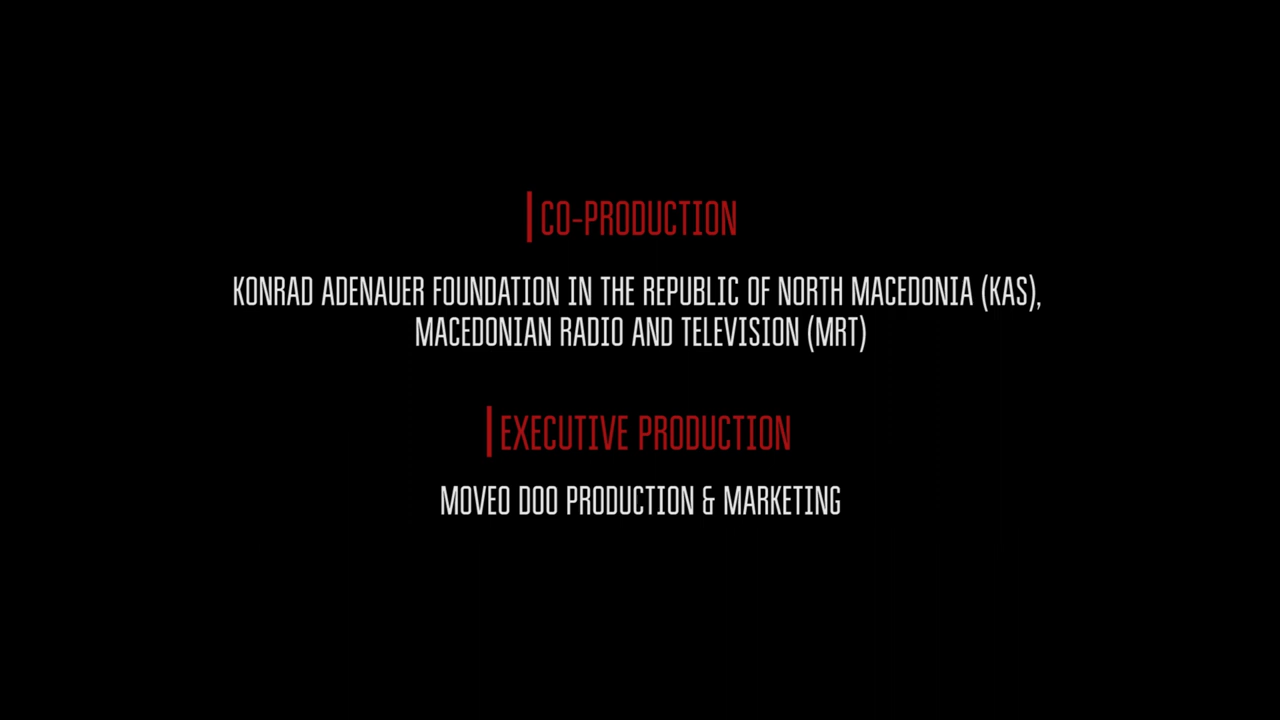 CO-PRODUCTION
KONRAD ADENAUER FOUNDATION IN THE REPUBLIC OF NORTH MACEDONIA (KAS),
MACEDONIAN RADIO AND TELEVISION (MRT)
EXECUTIVE PRODUCTION
MOVEO DOO PRODUCTION & MARKETING